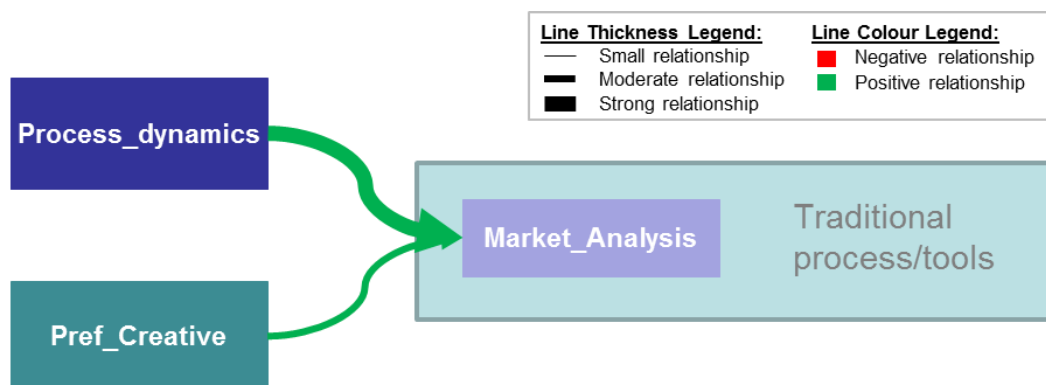 Line Thickness Legend:
Small relationship
Moderate relationship
Strong relationship
Line Colour Legend:
Negative relationship
Positive relationship
Process_dynamics
Market_Analysis
Traditional
process/tools
Pref_Creative